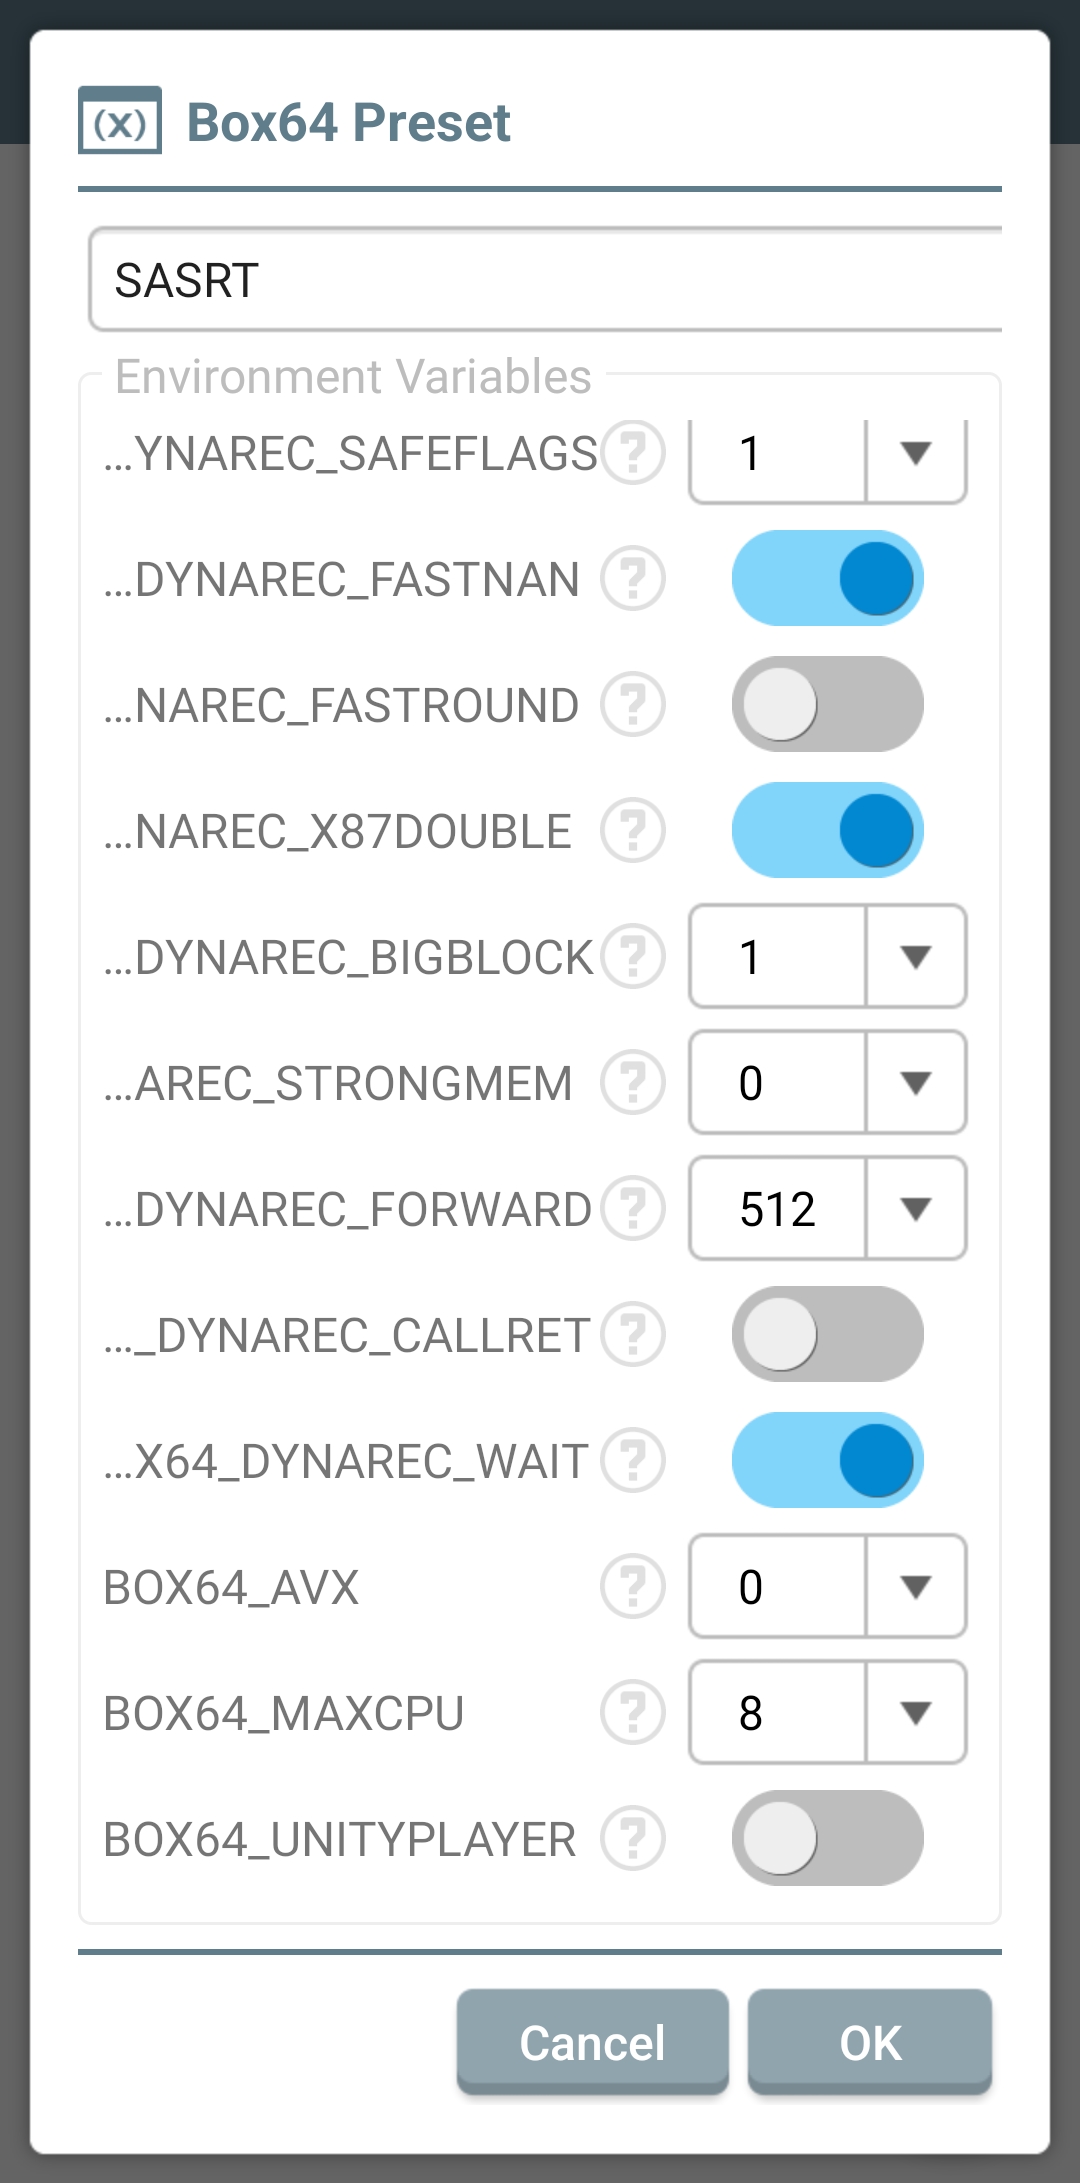 (x) Box64 Preset
SASRT
Environment Variables
...YNAREC_SAFEFLAGS ? 1
...DYNAREC_FASTNAN ?
...NAREC_FASTROUND ?
...NAREC_X87DOUBLE ?
...DYNAREC_BIGBLOCK ? 1
...AREC_STRONGMEM ? 0
...DYNAREC_FORWARD ? 512
..._DYNAREC_CALLRET ?
...X64_DYNAREC_WAIT ?
BOX64_AVX ? 0
BOX64_MAXCPU ? 8
BOX64_UNITYPLAYER ?
Cancel OK